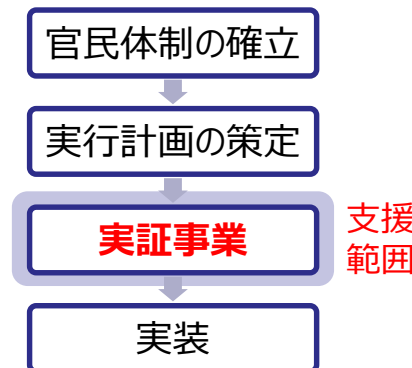 官民体制の確立
実行計画の策定
実証事業
支援
範囲
実装